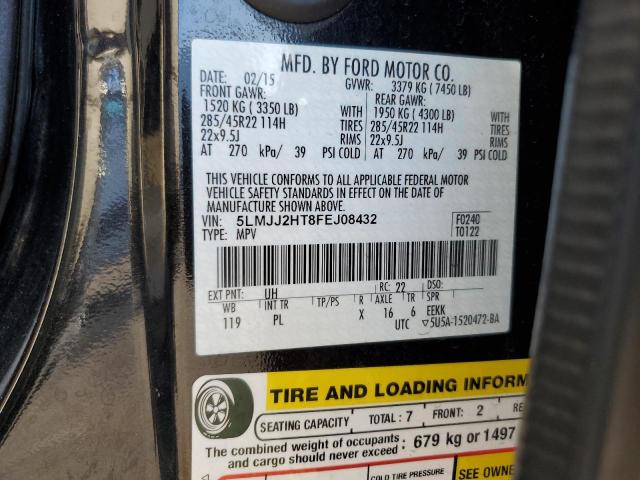 MFD. BY FORD MOTOR CO.
DATE: 02/15 GVWR: 3379 KG (7450 LB)
FRONT GAWR: REAR GAWR:
1520 KG (3350 LB) WITH 1950 KG (4300 LB) WITH
285/45R22 114H TIRES 285/45R22 114H TIRES
22x9.5J RIMS 22x9.5J RIMS
AT 270 kPa/ 39 PSI COLD AT 270 kPa/ 39 PSI COLD
THIS VEHICLE CONFORMS TO ALL APPLICABLE FEDERAL MOTOR
VEHICLE SAFETY STANDARDS IN EFFECT ON THE DATE OF
MANUFACTURE SHOWN ABOVE.
VIN: 5LMJJ2HT8FEJ08432 F0240
TYPE: MPV T0122
EXT PNT: UH RC: 22 DSO:
WB INT TR TP/PS R AXLE TR SPR
119 PL X 16 6 EEKK
UTC ▽5U5A-1520472-BA
TIRE AND LOADING INFORM
SEATING CAPACITY TOTAL: 7 FRONT: 2 RE
The combined weight of occupants
and cargo should never exceed: 679 kg or 1497
COLD TIRE PRESSURE SEE OWNE